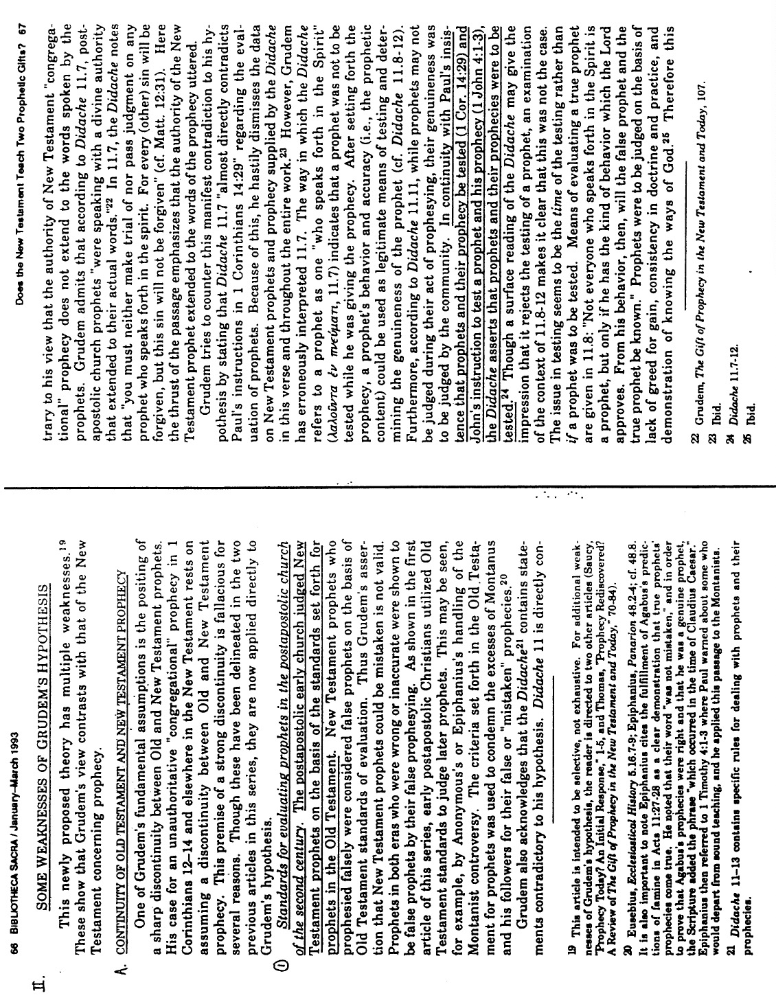 66 BIBLIOTHECA SACRA / January–March 1993
II.
SOME WEAKNESSES OF GRUDEM'S HYPOTHESIS
This newly proposed theory has multiple weaknesses.19
These show that Grudem's view contrasts with that of the New
Testament concerning prophecy.
A.
CONTINUITY OF OLD TESTAMENT AND NEW TESTAMENT PROPHECY
One of Grudem's fundamental assumptions is the positing of
a sharp discontinuity between Old and New Testament prophets.
His case for an unauthoritative "congregational" prophecy in 1
Corinthians 12–14 and elsewhere in the New Testament rests on
assuming a discontinuity between Old and New Testament
prophecy. This premise of a strong discontinuity is fallacious for
several reasons. Though these have been delineated in the two
previous articles in this series, they are now applied directly to
Grudem's hypothesis.
①
Standards for evaluating prophets in the postapostolic church
of the second century. The postapostolic early church judged New
Testament prophets on the basis of the standards set forth for
prophets in the Old Testament. New Testament prophets who
prophesied falsely were considered false prophets on the basis of
Old Testament standards of evaluation. Thus Grudem's asser-
tion that New Testament prophets could be mistaken is not valid.
Prophets in both eras who were wrong or inaccurate were shown to
be false prophets by their false prophesying. As shown in the first
article of this series, early postapostolic Christians utilized Old
Testament standards to judge later prophets. This may be seen,
for example, by Anonymous's or Epiphanius's handling of the
Montanist controversy. The criteria set forth in the Old Testa-
ment for prophets was used to condemn the excesses of Montanus
and his followers for their false or "mistaken" prophecies.20
Grudem also acknowledges that the Didache21 contains state-
ments contradictory to his hypothesis. Didache 11 is directly con-
19 This article is intended to be selective, not exhaustive. For additional weak-
nesses of Grudem's hypothesis, the reader is directed to two other articles (Saucy,
"Prophecy Today? An Initial Response," 1-5, and Thomas, "Prophecy Rediscovered?
A Review of The Gift of Prophecy in the New Testament and Today," 70-84).
20 Eusebius, Ecclesiastical History 5.16.7-9; Epiphanius, Panarion 48.2-4; cf. 48.8.
It is also important to note Epiphanius cites the fulfillment of Agabus's predic-
tions of famine in Acts 11:27-28 as a clear demonstration that true prophets'
prophecies come true. He noted that their word "was not mistaken," and in order
to prove that Agabus's prophecies were right and that he was a genuine prophet,
the Scripture added the phrase "which occurred in the time of Claudius Caesar."
Epiphanius then referred to 1 Timothy 4:1-3 where Paul warned about some who
would depart from sound teaching, and he applied this passage to the Montanists.
21 Didache 11-13 contains specific rules for dealing with prophets and their
prophecies.
Does the New Testament Teach Two Prophetic Gifts? 67
trary to his view that the authority of New Testament "congrega-
tional" prophecy does not extend to the words spoken by the
prophets. Grudem admits that according to Didache 11.7, post-
apostolic church prophets "were speaking with a divine authority
that extended to their actual words."22 In 11.7, the Didache notes
that "you must neither make trial of nor pass judgment on any
prophet who speaks forth in the spirit. For every (other) sin will be
forgiven, but this sin will not be forgiven" (cf. Matt. 12:31). Here
the thrust of the passage emphasizes that the authority of the New
Testament prophet extended to the words of the prophecy uttered.
Grudem tries to counter this manifest contradiction to his hy-
pothesis by stating that Didache 11.7 "almost directly contradicts
Paul's instructions in 1 Corinthians 14:29" regarding the eval-
uation of prophets. Because of this, he hastily dismisses the data
on New Testament prophets and prophecy supplied by the Didache
in this verse and throughout the entire work.23 However, Grudem
has erroneously interpreted 11.7. The way in which the Didache
refers to a prophet as one "who speaks forth in the Spirit"
(λαλοῦντα ἐν πνεύματι, 11.7) indicates that a prophet was not to be
tested while he was giving the prophecy. After setting forth the
prophecy, a prophet's behavior and accuracy (i.e., the prophetic
content) could be used as legitimate means of testing and deter-
mining the genuineness of the prophet (cf. Didache 11.8-12).
Furthermore, according to Didache 11.11, while prophets may not
be judged during their act of prophesying, their genuineness was
to be judged by the community. In continuity with Paul's insis-
tence that prophets and their prophecy be tested (1 Cor. 14:29) and
John's instruction to test a prophet and his prophecy (1 John 4:1-3),
the Didache asserts that prophets and their prophecies were to be
tested.24 Though a surface reading of the Didache may give the
impression that it rejects the testing of a prophet, an examination
of the context of 11.8-12 makes it clear that this was not the case.
The issue in testing seems to be the time of the testing rather than
if a prophet was to be tested. Means of evaluating a true prophet
are given in 11.8: "Not everyone who speaks forth in the Spirit is
a prophet, but only if he has the kind of behavior which the Lord
approves. From his behavior, then, will the false prophet and the
true prophet be known." Prophets were to be judged on the basis of
lack of greed for gain, consistency in doctrine and practice, and
demonstration of knowing the ways of God.25 Therefore this
22 Grudem, The Gift of Prophecy in the New Testament and Today, 107.
23 Ibid.
24 Didache 11.7-12.
25 Ibid.